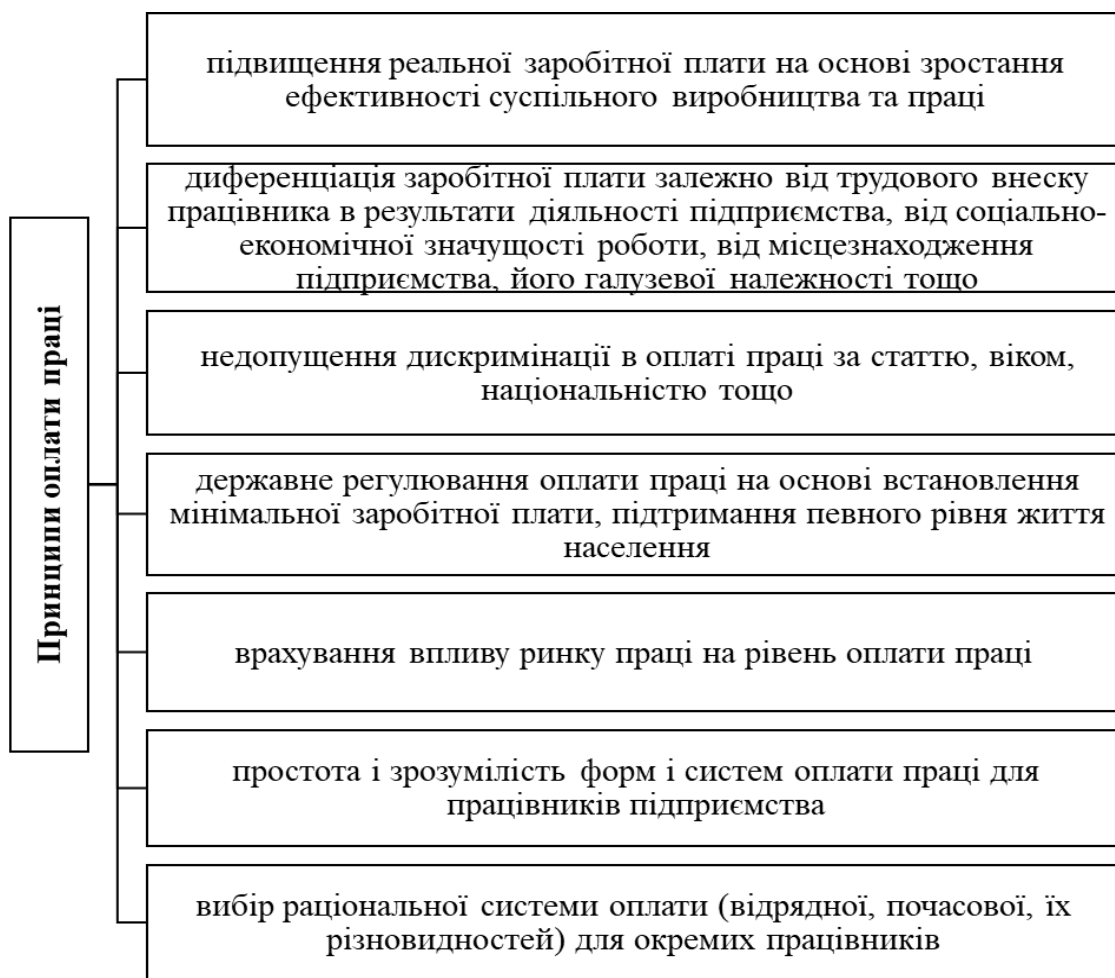 Принципи оплати праці
підвищення реальної заробітної плати на основі зростання
ефективності суспільного виробництва та праці
диференціація заробітної плати залежно від трудового внеску
працівника в результати діяльності підприємства, від соціально-
економічної значущості роботи, від місцезнаходження
підприємства, його галузевої належності тощо
недопущення дискримінації в оплаті праці за статтю, віком,
національністю тощо
державне регулювання оплати праці на основі встановлення
мінімальної заробітної плати, підтримання певного рівня життя
населення
врахування впливу ринку праці на рівень оплати праці
простота і зрозумілість форм і систем оплати праці для
працівників підприємства
вибір раціональної системи оплати (відрядної, почасової, їх
різновидностей) для окремих працівників